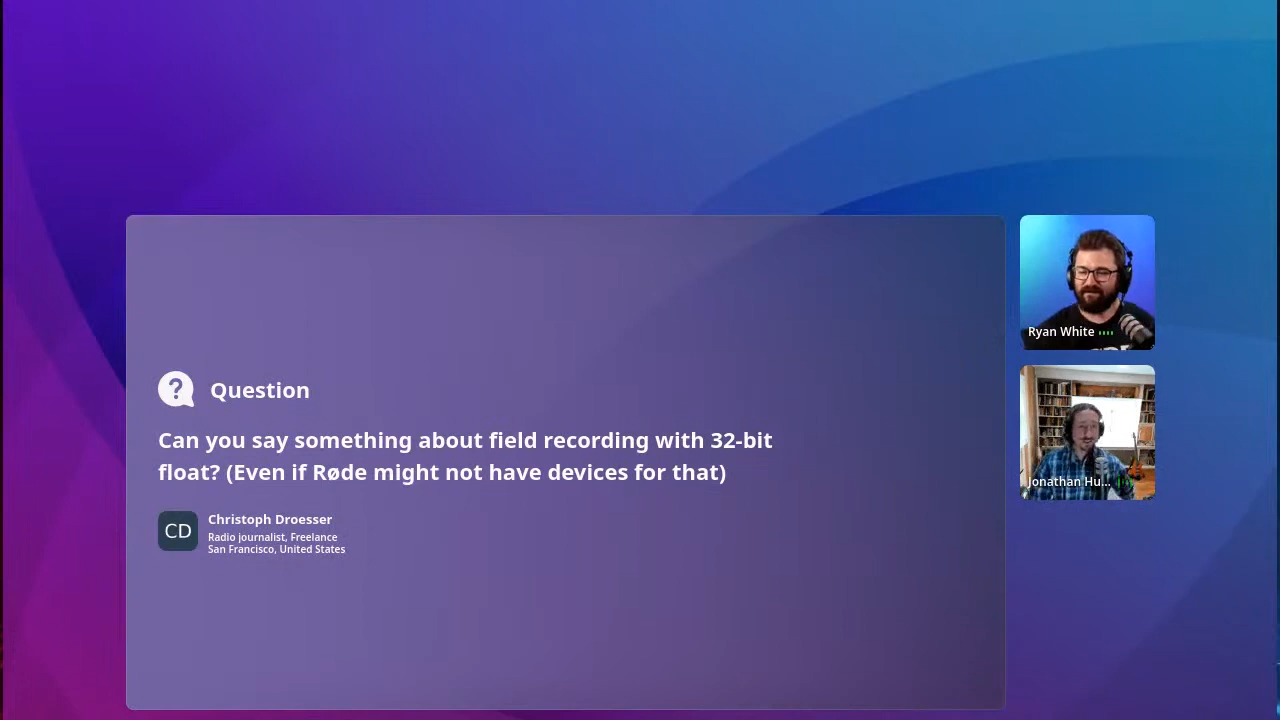 Question
Can you say something about field recording with 32-bit
float? (Even if Røde might not have devices for that)
CD
Christoph Droesser
Radio journalist, Freelance
San Francisco, United States
Ryan White
Jonathan Hu...